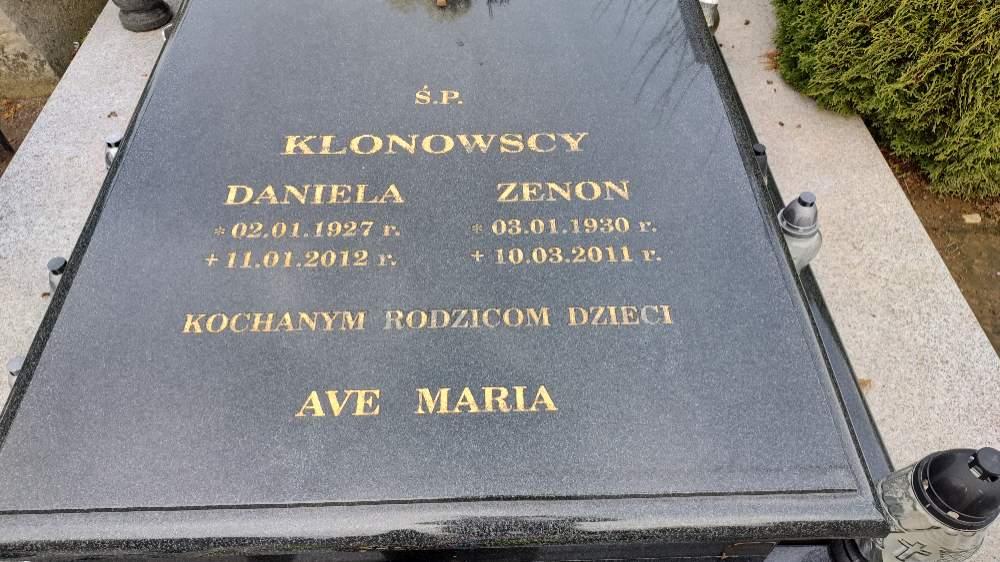 Ś.P.
KLONOWSCY
DANIELA ZENON
* 02.01.1927 r. * 03.01.1930 r.
+ 11.01.2012 r. + 10.03.2011 r.
KOCHANYM RODZICOM DZIECI
AVE MARIA